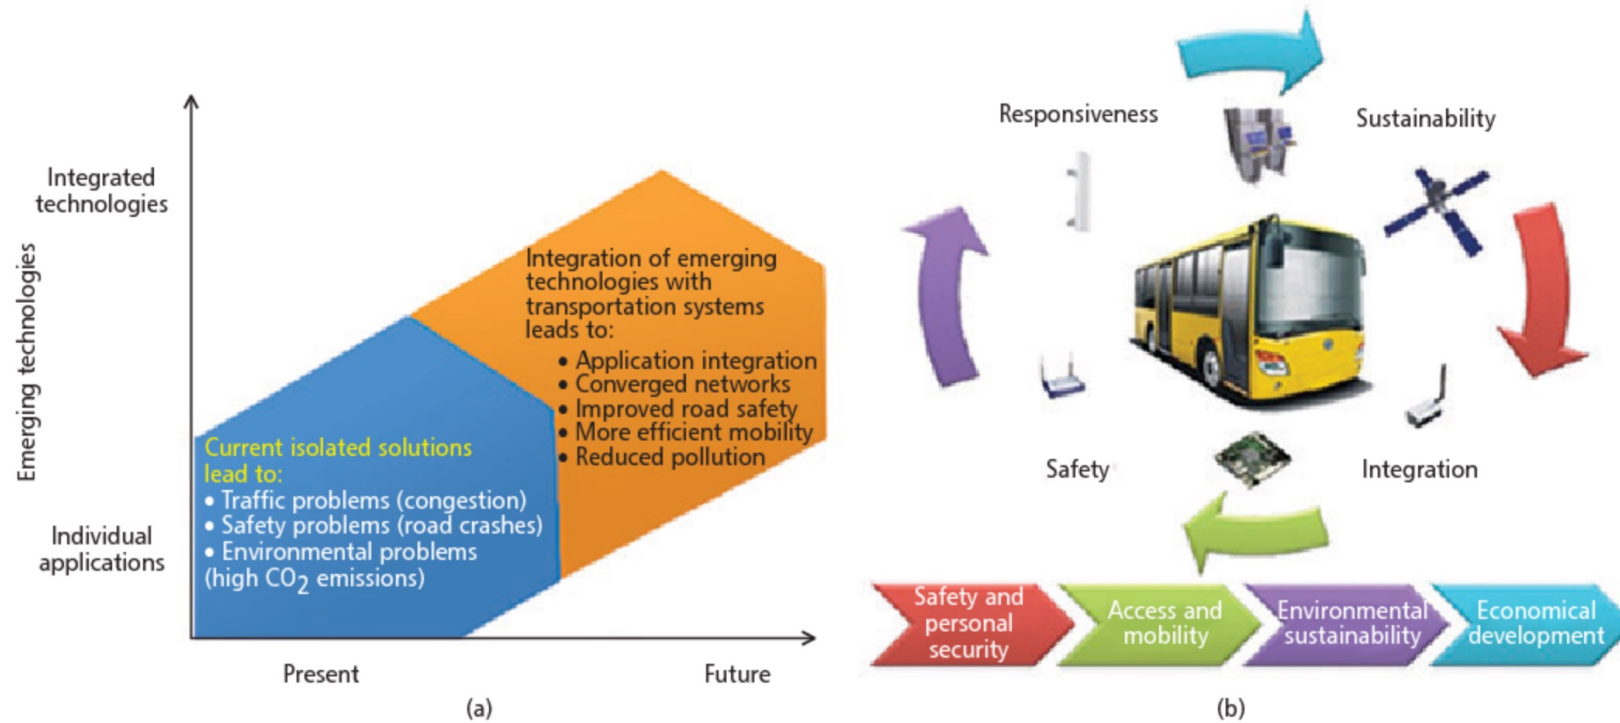 Integrated
technologies
Emerging technologies
Individual
applications
Integration of emerging
technologies with
transportation systems
leads to:
• Application integration
• Converged networks
• Improved road safety
• More efficient mobility
• Reduced pollution
Current isolated solutions
lead to:
• Traffic problems (congestion)
• Safety problems (road crashes)
• Environmental problems
(high CO2 emissions)
Present
Future
(a)
Responsiveness
Sustainability
Safety
Integration
Safety and
personal
security
Access and
mobility
Environmental
sustainability
Economical
development
(b)